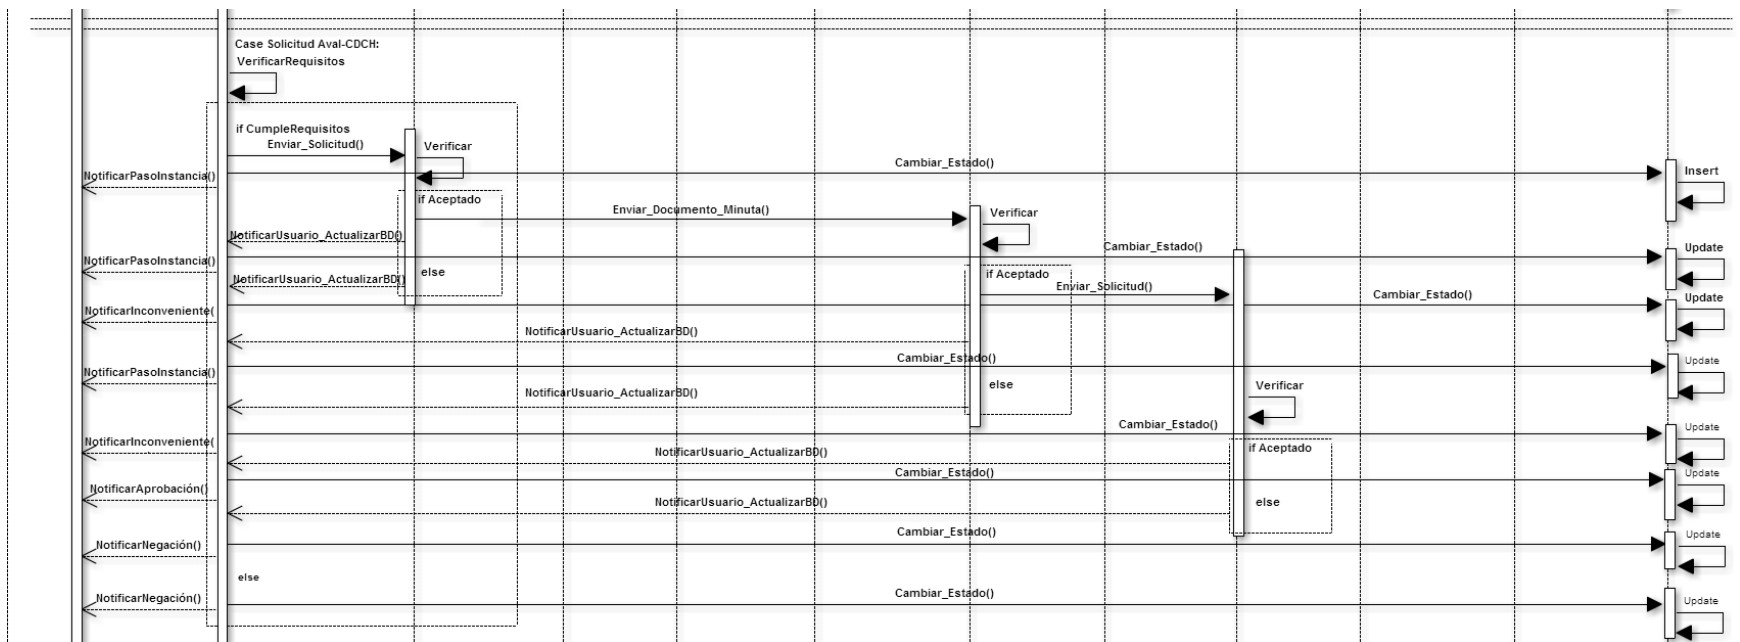 Case Solicitud Aval-CDCH:
VerificarRequisitos
if CumpleRequisitos
Enviar_Solicitud()
Verificar
Cambiar_Estado()
Insert
NotificarPasoInstancia()
if Aceptado
Enviar_Documento_Minuta()
Verificar
NotificarUsuario_ActualizarBD()
Cambiar_Estado()
Update
NotificarPasoInstancia()
else
if Aceptado
NotificarUsuario_ActualizarBD()
Enviar_Solicitud()
Cambiar_Estado()
Update
NotificarInconveniente(
NotificarUsuario_ActualizarBD()
Cambiar_Estado()
Update
NotificarPasoInstancia()
else
Verificar
NotificarUsuario_ActualizarBD()
Cambiar_Estado()
Update
NotificarInconveniente(
if Aceptado
NotificarUsuario_ActualizarBD()
Cambiar_Estado()
Update
NotificarAprobación()
else
NotificarUsuario_ActualizarBD()
Cambiar_Estado()
Update
NotificarNegación()
else
Cambiar_Estado()
Update
NotificarNegación()